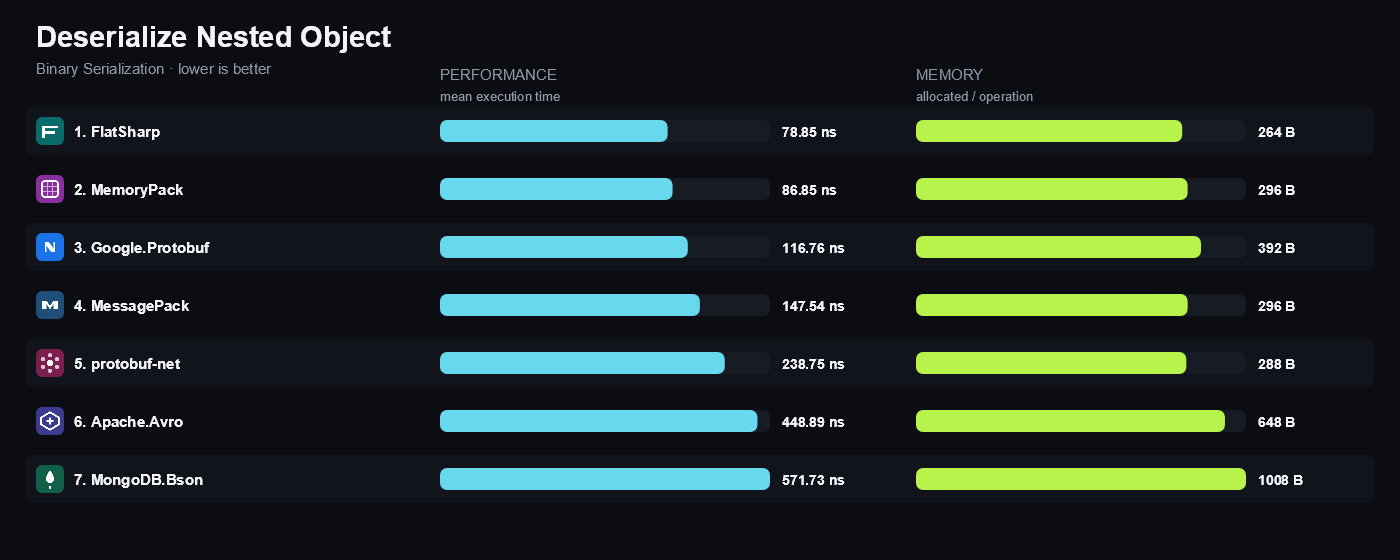 Deserialize Nested Object
Binary Serialization · lower is better
PERFORMANCE
mean execution time
MEMORY
allocated / operation
1. FlatSharp 78.85 ns 264 B
2. MemoryPack 86.85 ns 296 B
3. Google.Protobuf 116.76 ns 392 B
4. MessagePack 147.54 ns 296 B
5. protobuf-net 238.75 ns 288 B
6. Apache.Avro 448.89 ns 648 B
7. MongoDB.Bson 571.73 ns 1008 B